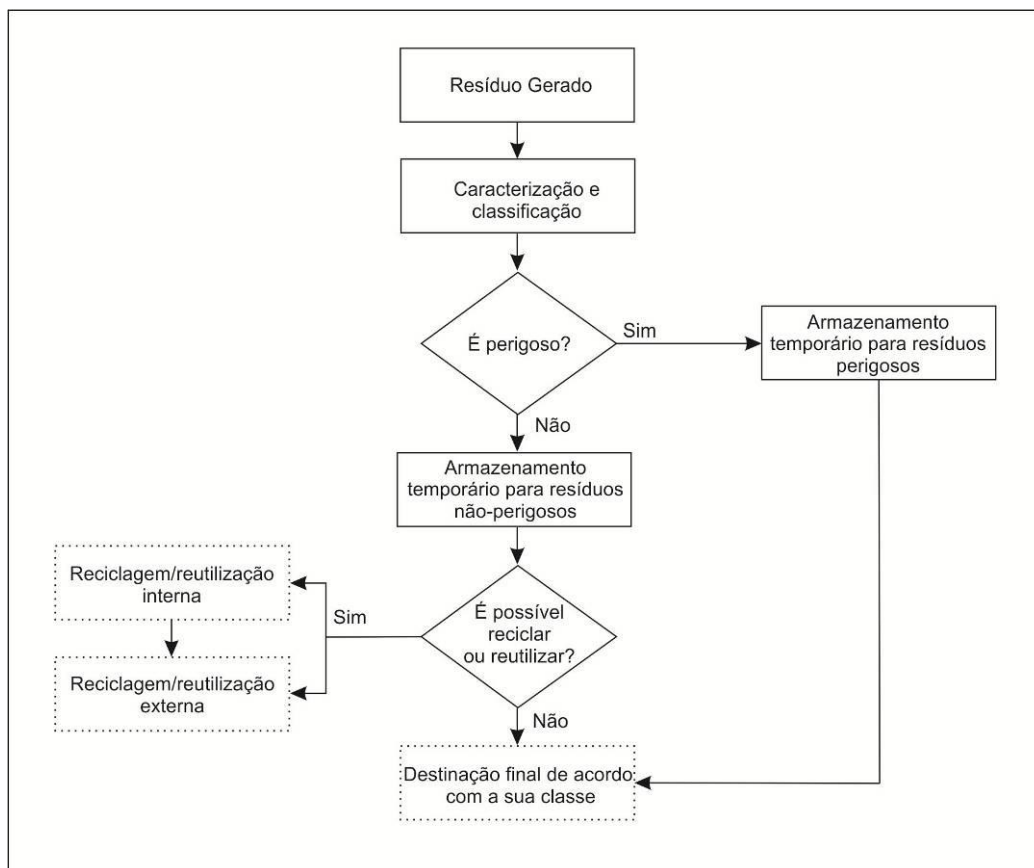 Resíduo Gerado
Caracterização e
classificação
É perigoso?
Sim
Armazenamento
temporário para resíduos
perigosos
Não
Armazenamento
temporário para resíduos
não-perigosos
Reciclagem/reutilização
interna
Sim
É possível
reciclar
ou reutilizar?
Reciclagem/reutilização
externa
Não
Destinação final de acordo
com a sua classe